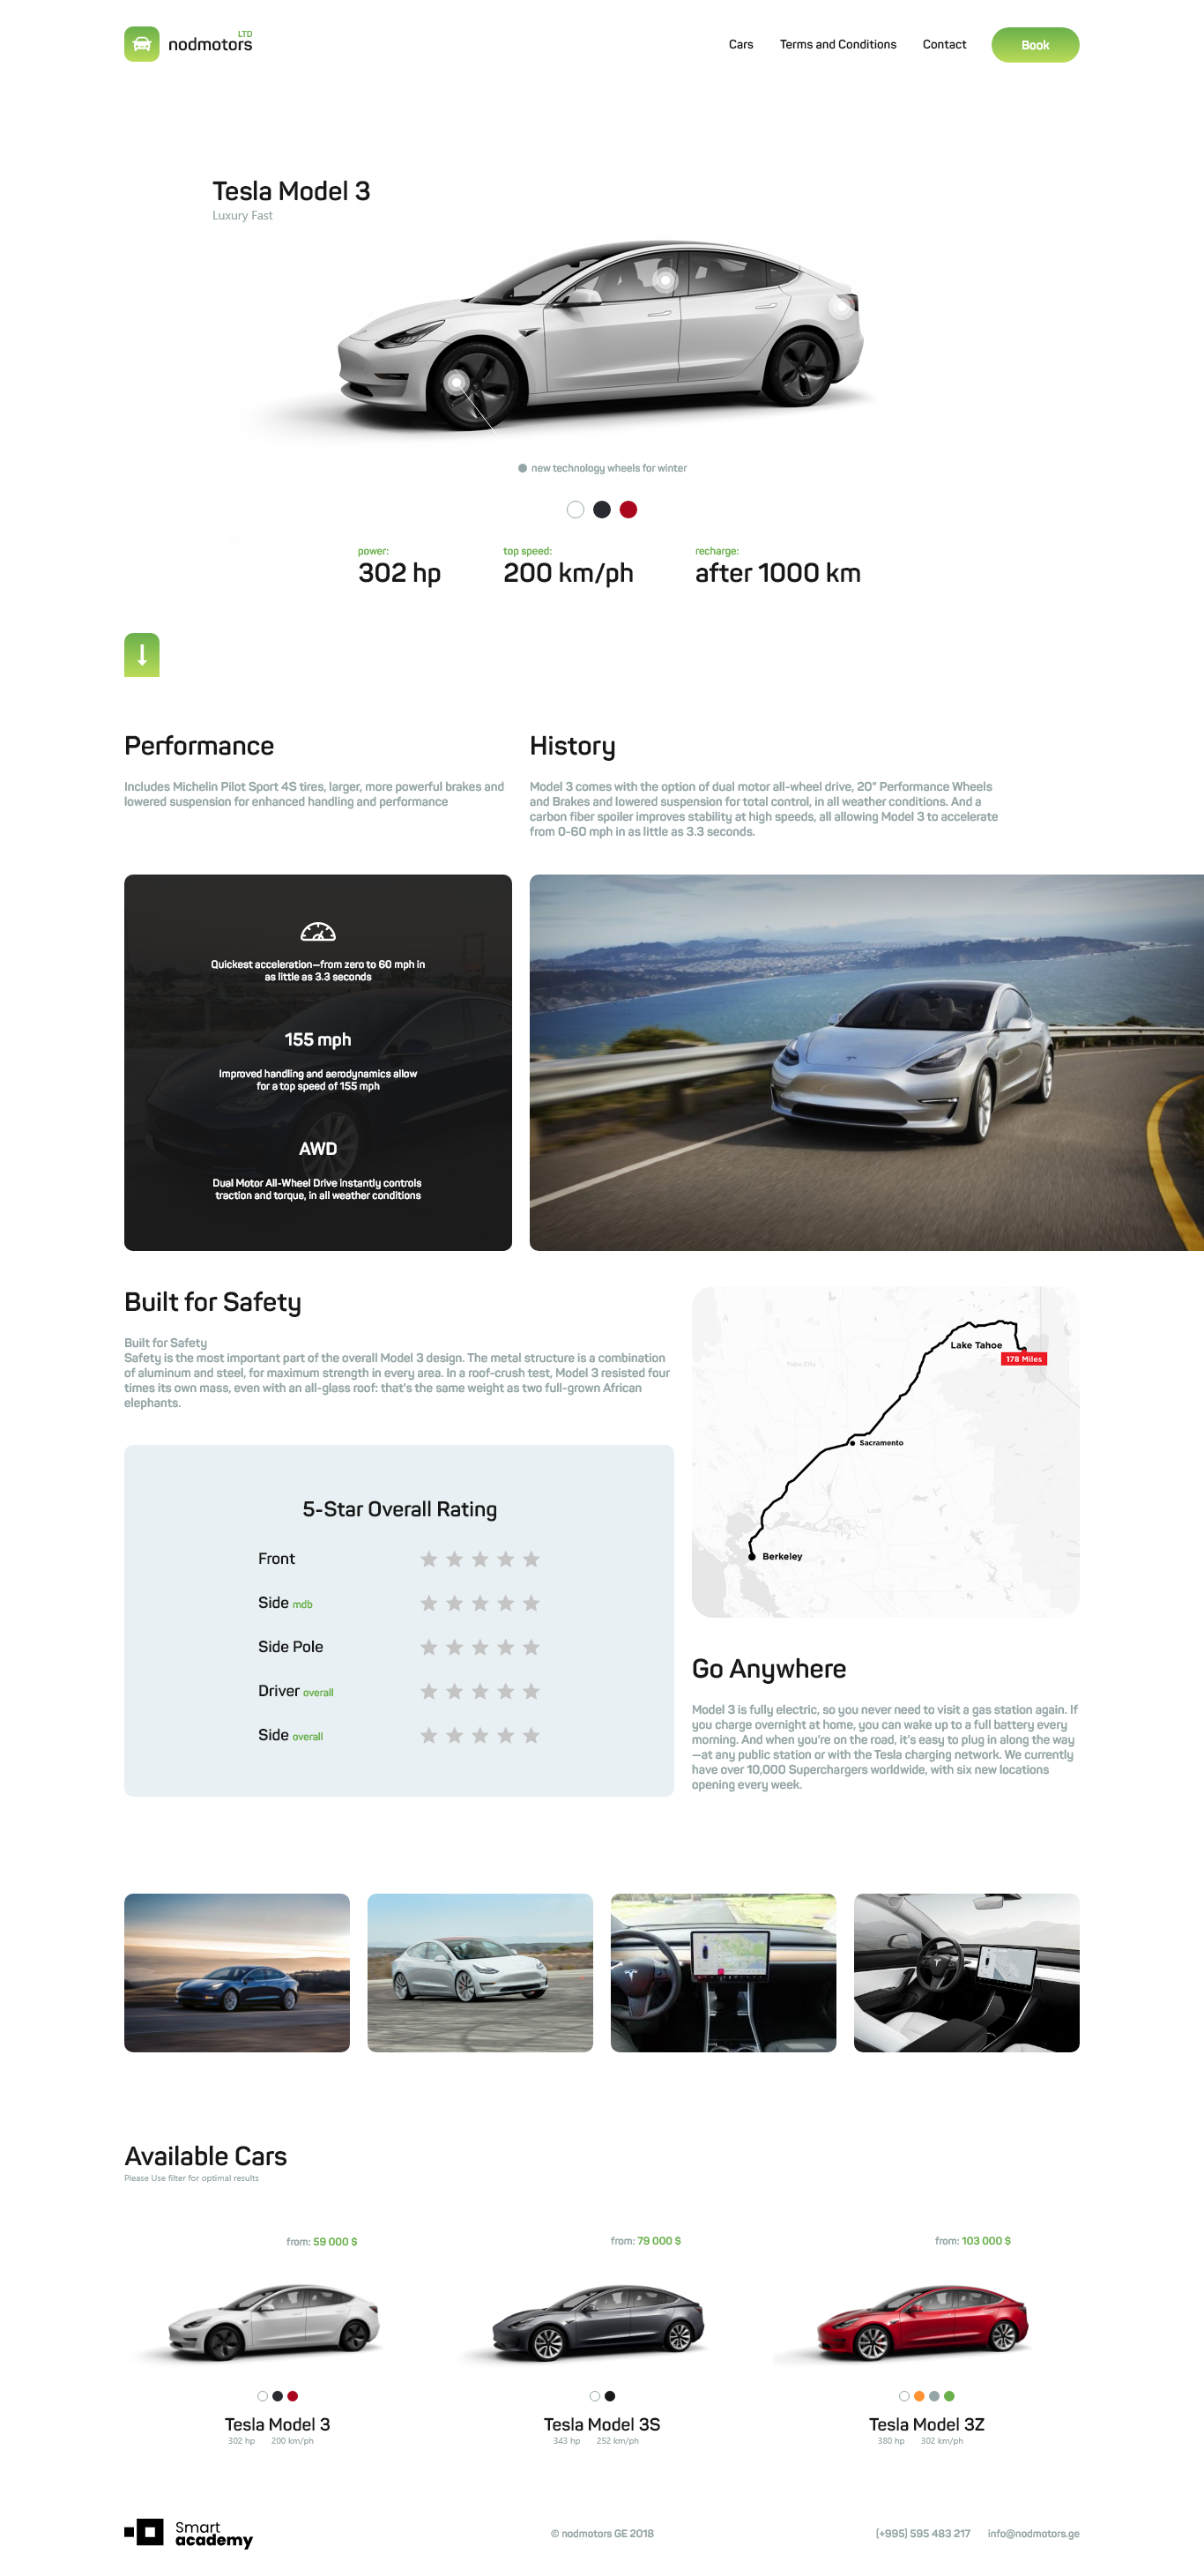 nodmotors
LTD
Cars
Terms and Conditions
Contact
Book
Tesla Model 3
Luxury Fast
new technology wheels for winter
power:
302 hp
top speed:
200 km/ph
recharge:
after 1000 km
Performance
Includes Michelin Pilot Sport 4S tires, larger, more powerful brakes and
lowered suspension for enhanced handling and performance
History
Model 3 comes with the option of dual motor all-wheel drive, 20” Performance Wheels
and Brakes and lowered suspension for total control, in all weather conditions. And a
carbon fiber spoiler improves stability at high speeds, all allowing Model 3 to accelerate
from 0-60 mph in as little as 3.3 seconds.
Quickest acceleration—from zero to 60 mph in
as little as 3.3 seconds
155 mph
Improved handling and aerodynamics allow
for a top speed of 155 mph
AWD
Dual Motor All-Wheel Drive instantly controls
traction and torque, in all weather conditions
Built for Safety
Built for Safety
Safety is the most important part of the overall Model 3 design. The metal structure is a combination
of aluminum and steel, for maximum strength in every area. In a roof-crush test, Model 3 resisted four
times its own mass, even with an all-glass roof: that’s the same weight as two full-grown African
elephants.
5-Star Overall Rating
Front
Side mdb
Side Pole
Driver overall
Side overall
Lake Tahoe
178 Miles
Yuba City
Sacramento
Lodi
Berkeley
Go Anywhere
Model 3 is fully electric, so you never need to visit a gas station again. If
you charge overnight at home, you can wake up to a full battery every
morning. And when you’re on the road, it’s easy to plug in along the way
—at any public station or with the Tesla charging network. We currently
have over 10,000 Superchargers worldwide, with six new locations
opening every week.
Available Cars
Please Use filter for optimal results
from: 59 000 $
Tesla Model 3
302 hp
200 km/ph
from: 79 000 $
Tesla Model 3S
343 hp
252 km/ph
from: 103 000 $
Tesla Model 3Z
380 hp
302 km/ph
Smart
academy
© nodmotors GE 2018
(+995) 595 483 217
info@nodmotors.ge